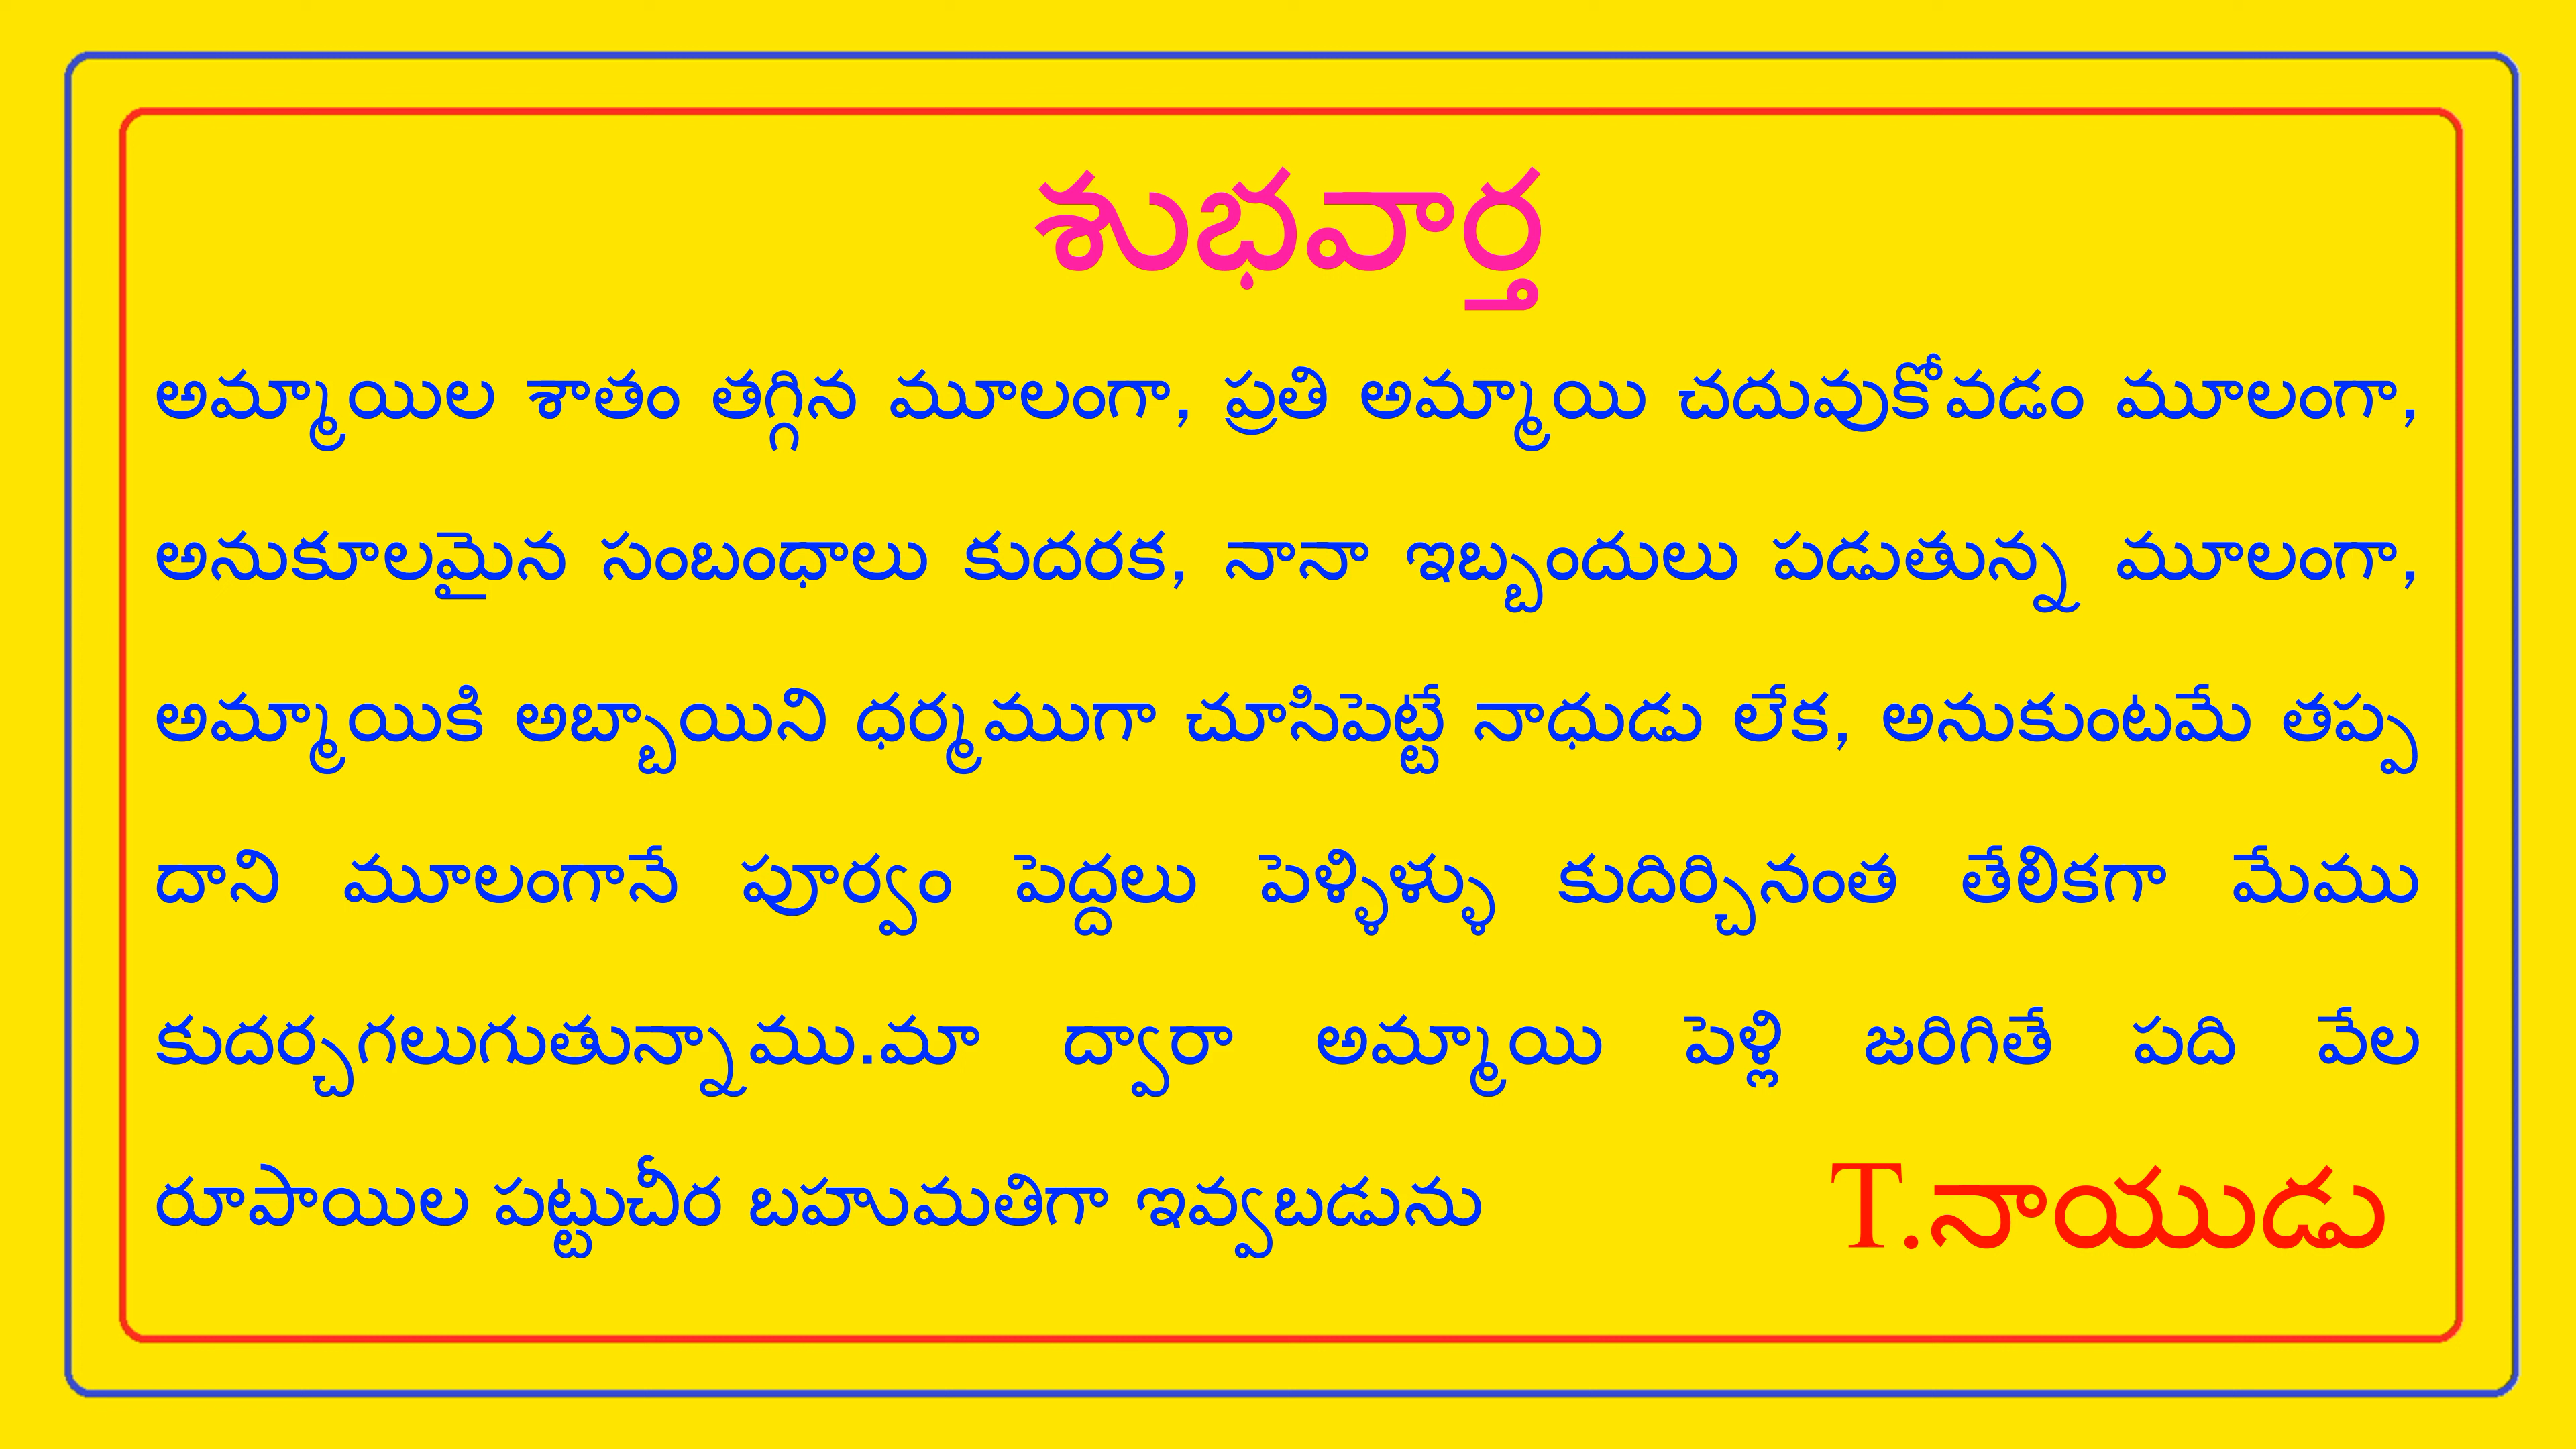 శుభవార్త
అమ్మాయిల శాతం తగ్గిన మూలంగా, ప్రతి అమ్మాయి చదువుకోవడం మూలంగా,
అనుకూలమైన సంబంధాలు కుదరక, నానా ఇబ్బందులు పడుతున్న మూలంగా,
అమ్మాయికి అబ్బాయిని ధర్మముగా చూసిపెట్టే నాధుడు లేక, అనుకుంటమే తప్ప
దాని మూలంగానే పూర్వం పెద్దలు పెళ్ళిళ్ళు కుదిర్చినంత తేలికగా మేము
కుదర్చగలుగుతున్నాము.మా ద్వారా అమ్మాయి పెళ్లి జరిగితే పది వేల
రూపాయిల పట్టుచీర బహుమతిగా ఇవ్వబడును T.నాయుడు